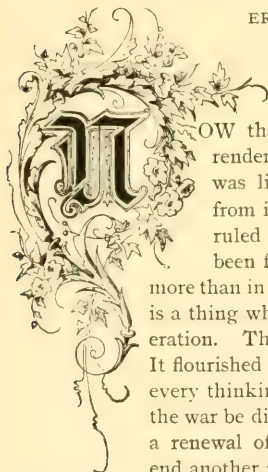 ER
NOW th
render
was li
from i
ruled
been f
more than in
is a thing wh
eration. Th
It flourished
every thinkin
the war be di
a renewal of
end another